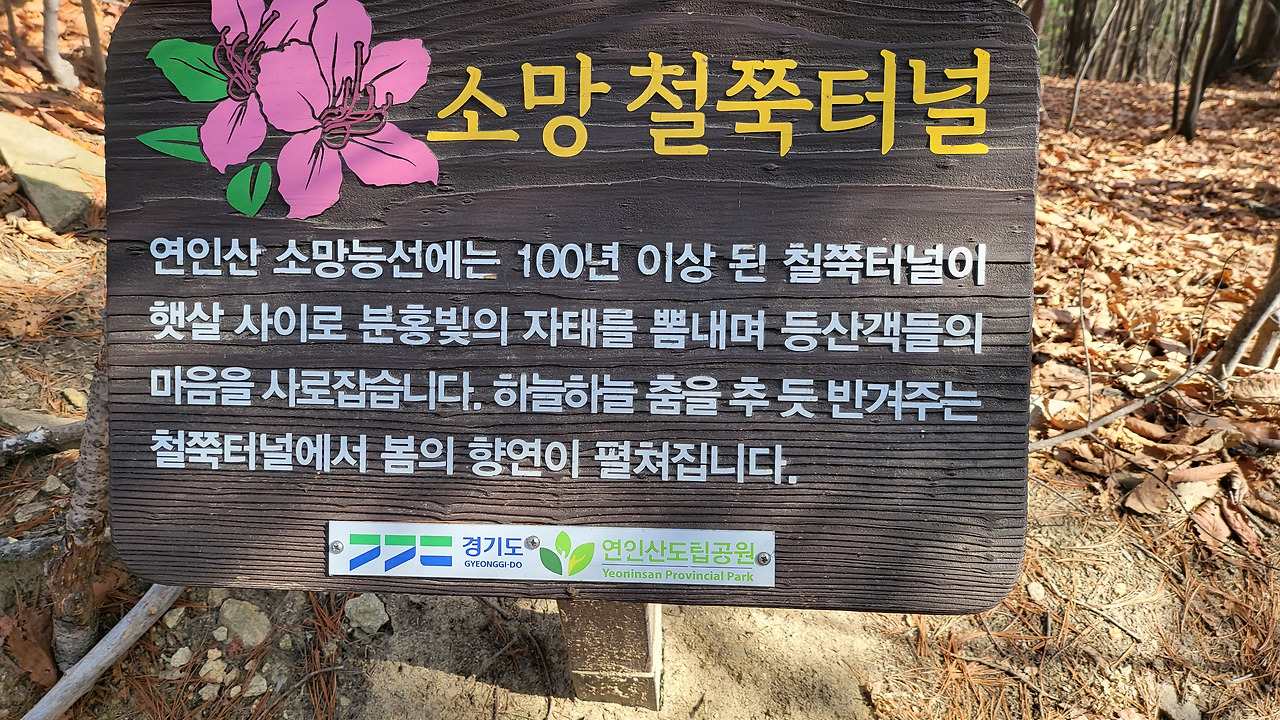 소망 철쭉터널
연인산 소망능선에는 100년 이상 된 철쭉터널이
햇살 사이로 분홍빛의 자태를 뽐내며 등산객들의
마음을 사로잡습니다. 하늘하늘 춤을 추 듯 반겨주는
철쭉터널에서 봄의 향연이 펼쳐집니다.
경기도 연인산도립공원
GYEONGGI-DO Yeoninsan Provincial Park